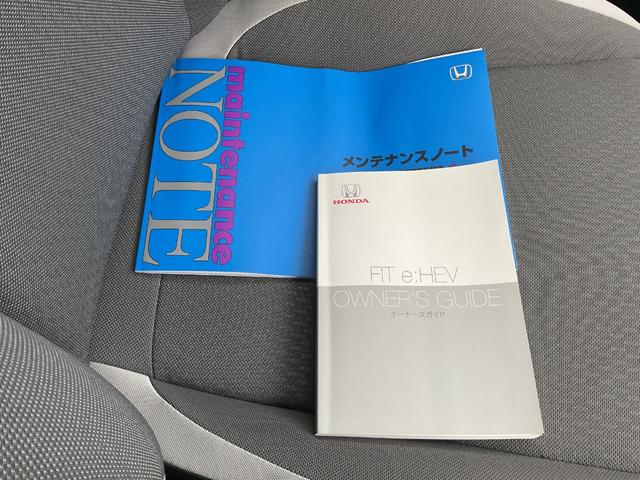 maintenance
NOTE
メンテナンスノート
HONDA
FIT e:HEV
OWNER'S GUIDE
オーナーズガイド